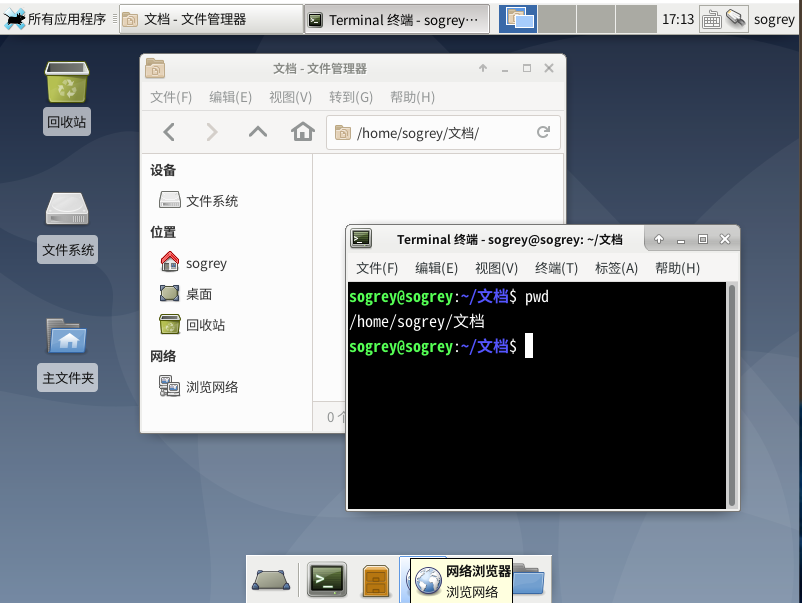 所有应用程序
文档 - 文件管理器
Terminal 终端 - sogrey···
17:13
sogrey
回收站
文件系统
主文件夹
文档 - 文件管理器
文件(F) 编辑(E) 视图(V) 转到(G) 帮助(H)
/home/sogrey/文档/
设备
文件系统
位置
sogrey
桌面
回收站
网络
浏览网络
0
Terminal 终端 - sogrey@sogrey: ~/文档
文件(F) 编辑(E) 视图(V) 终端(T) 标签(A) 帮助(H)
sogrey@sogrey:~/文档$ pwd
/home/sogrey/文档
sogrey@sogrey:~/文档$
网络浏览器
浏览网络